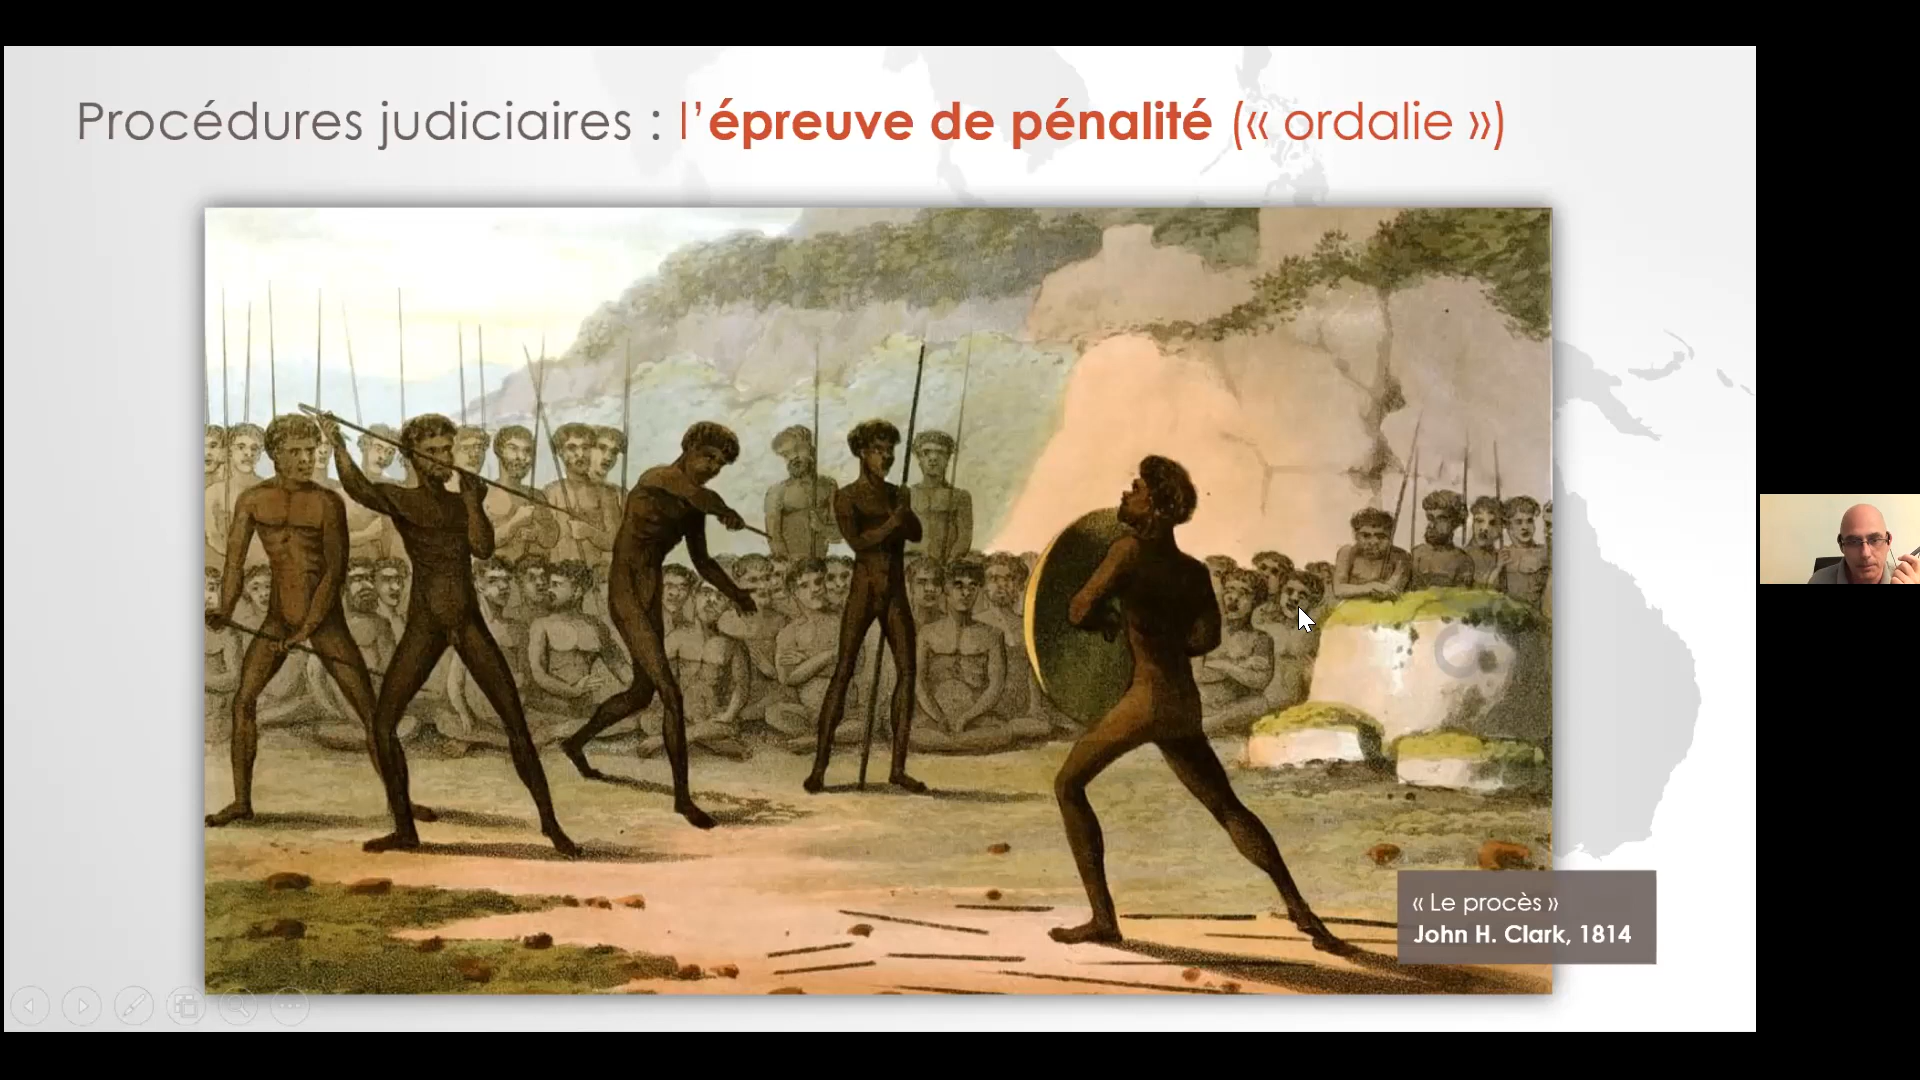 Procédures judiciaires : l’épreuve de pénalité (« ordalie »)
« Le procès »
John H. Clark, 1814